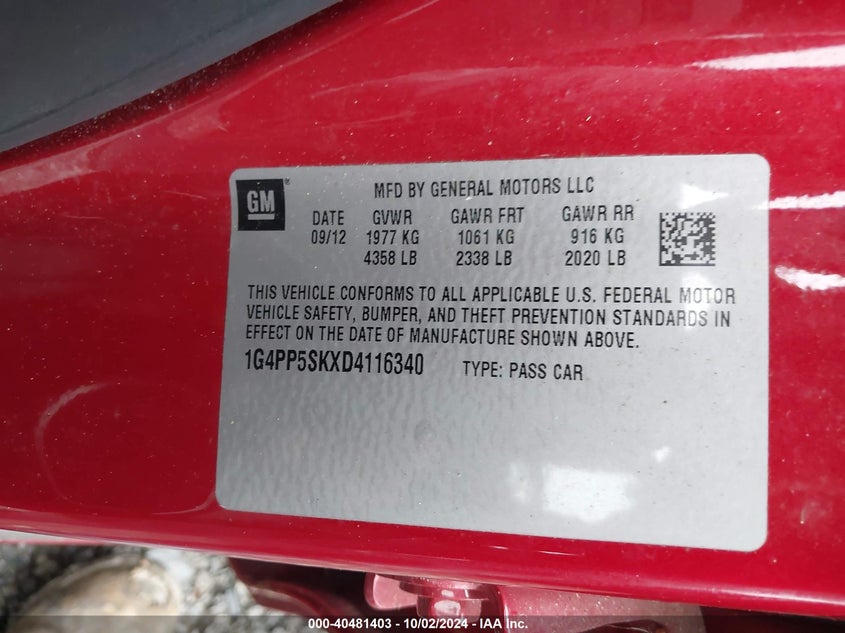 GM
MFD BY GENERAL MOTORS LLC
DATE GVWR GAWR FRT GAWR RR
09/12 1977 KG 1061 KG 916 KG
4358 LB 2338 LB 2020 LB
THIS VEHICLE CONFORMS TO ALL APPLICABLE U.S. FEDERAL MOTOR
VEHICLE SAFETY, BUMPER, AND THEFT PREVENTION STANDARDS IN
EFFECT ON THE DATE OF MANUFACTURE SHOWN ABOVE.
1G4PP5SKXD4116340 TYPE: PASS CAR
000-40481403 - 10/02/2024 - IAA Inc.